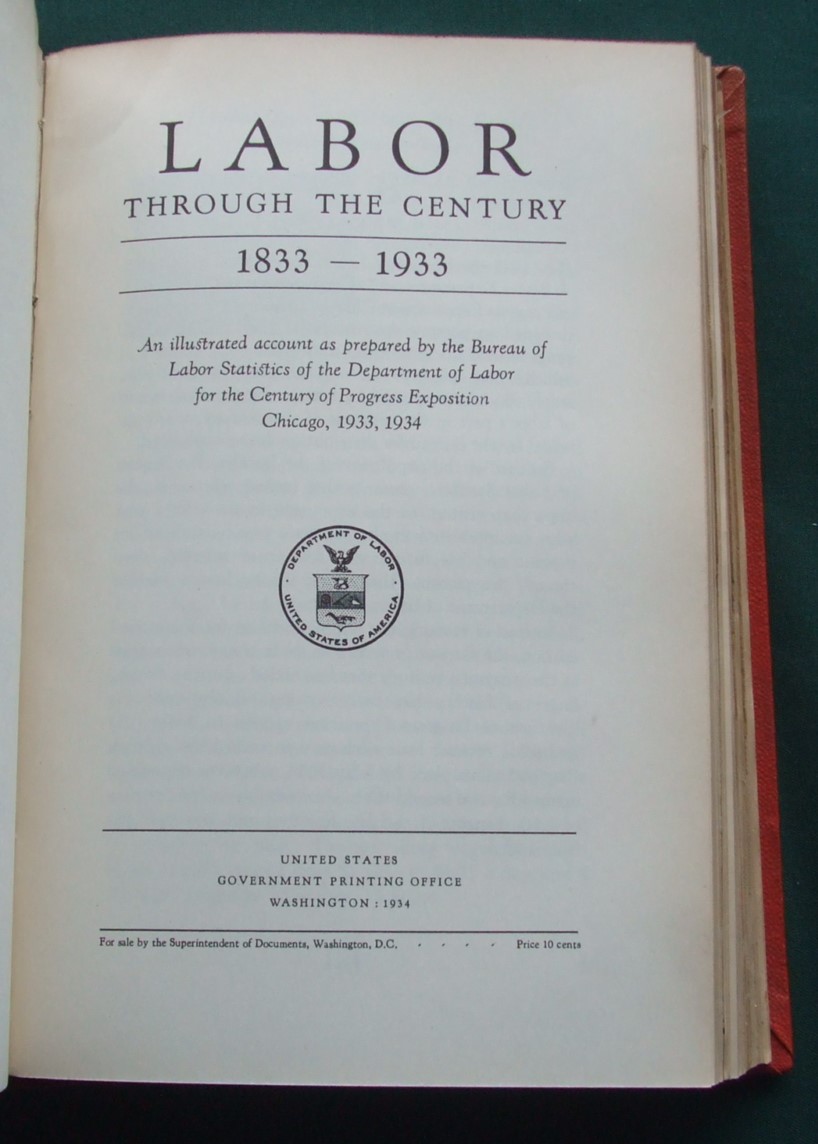 LABOR
THROUGH THE CENTURY
1833 — 1933
An illustrated account as prepared by the Bureau of
Labor Statistics of the Department of Labor
for the Century of Progress Exposition
Chicago, 1933, 1934
DEPARTMENT OF LABOR
UNITED STATES OF AMERICA
UNITED STATES
GOVERNMENT PRINTING OFFICE
WASHINGTON : 1934
For sale by the Superintendent of Documents, Washington, D.C. - - - - Price 10 cents